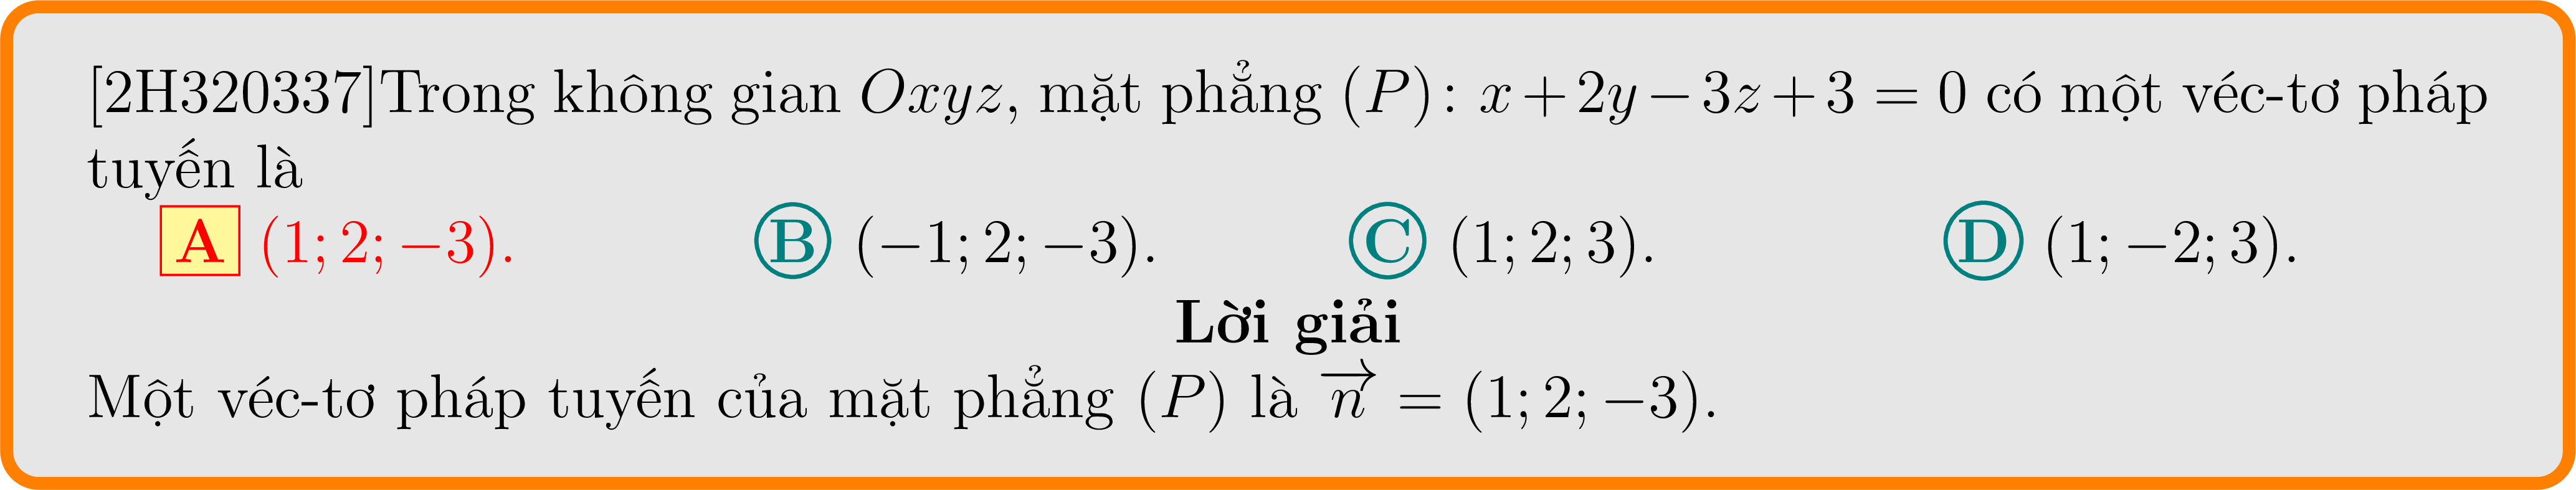 [2H320337]Trong không gian Oxyz, mặt phẳng (P): x + 2y − 3z + 3 = 0 có một véc-tơ pháp
tuyến là
A (1; 2; −3). B (−1; 2; −3). C (1; 2; 3). D (1; −2; 3).
Lời giải
Một véc-tơ pháp tuyến của mặt phẳng (P) là n⃗ = (1; 2; −3).